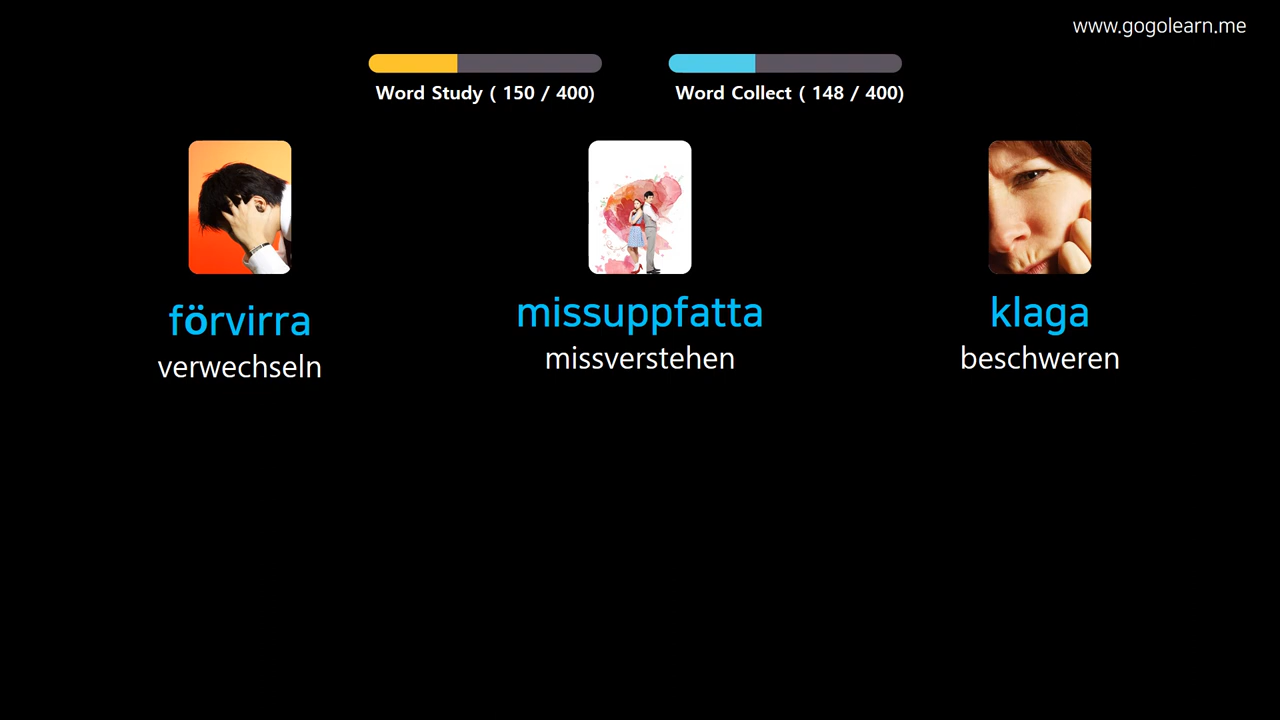 www.gogolearn.me
Word Study ( 150 / 400)
Word Collect ( 148 / 400)
förvirra
verwechseln
missuppfatta
missverstehen
klaga
beschweren